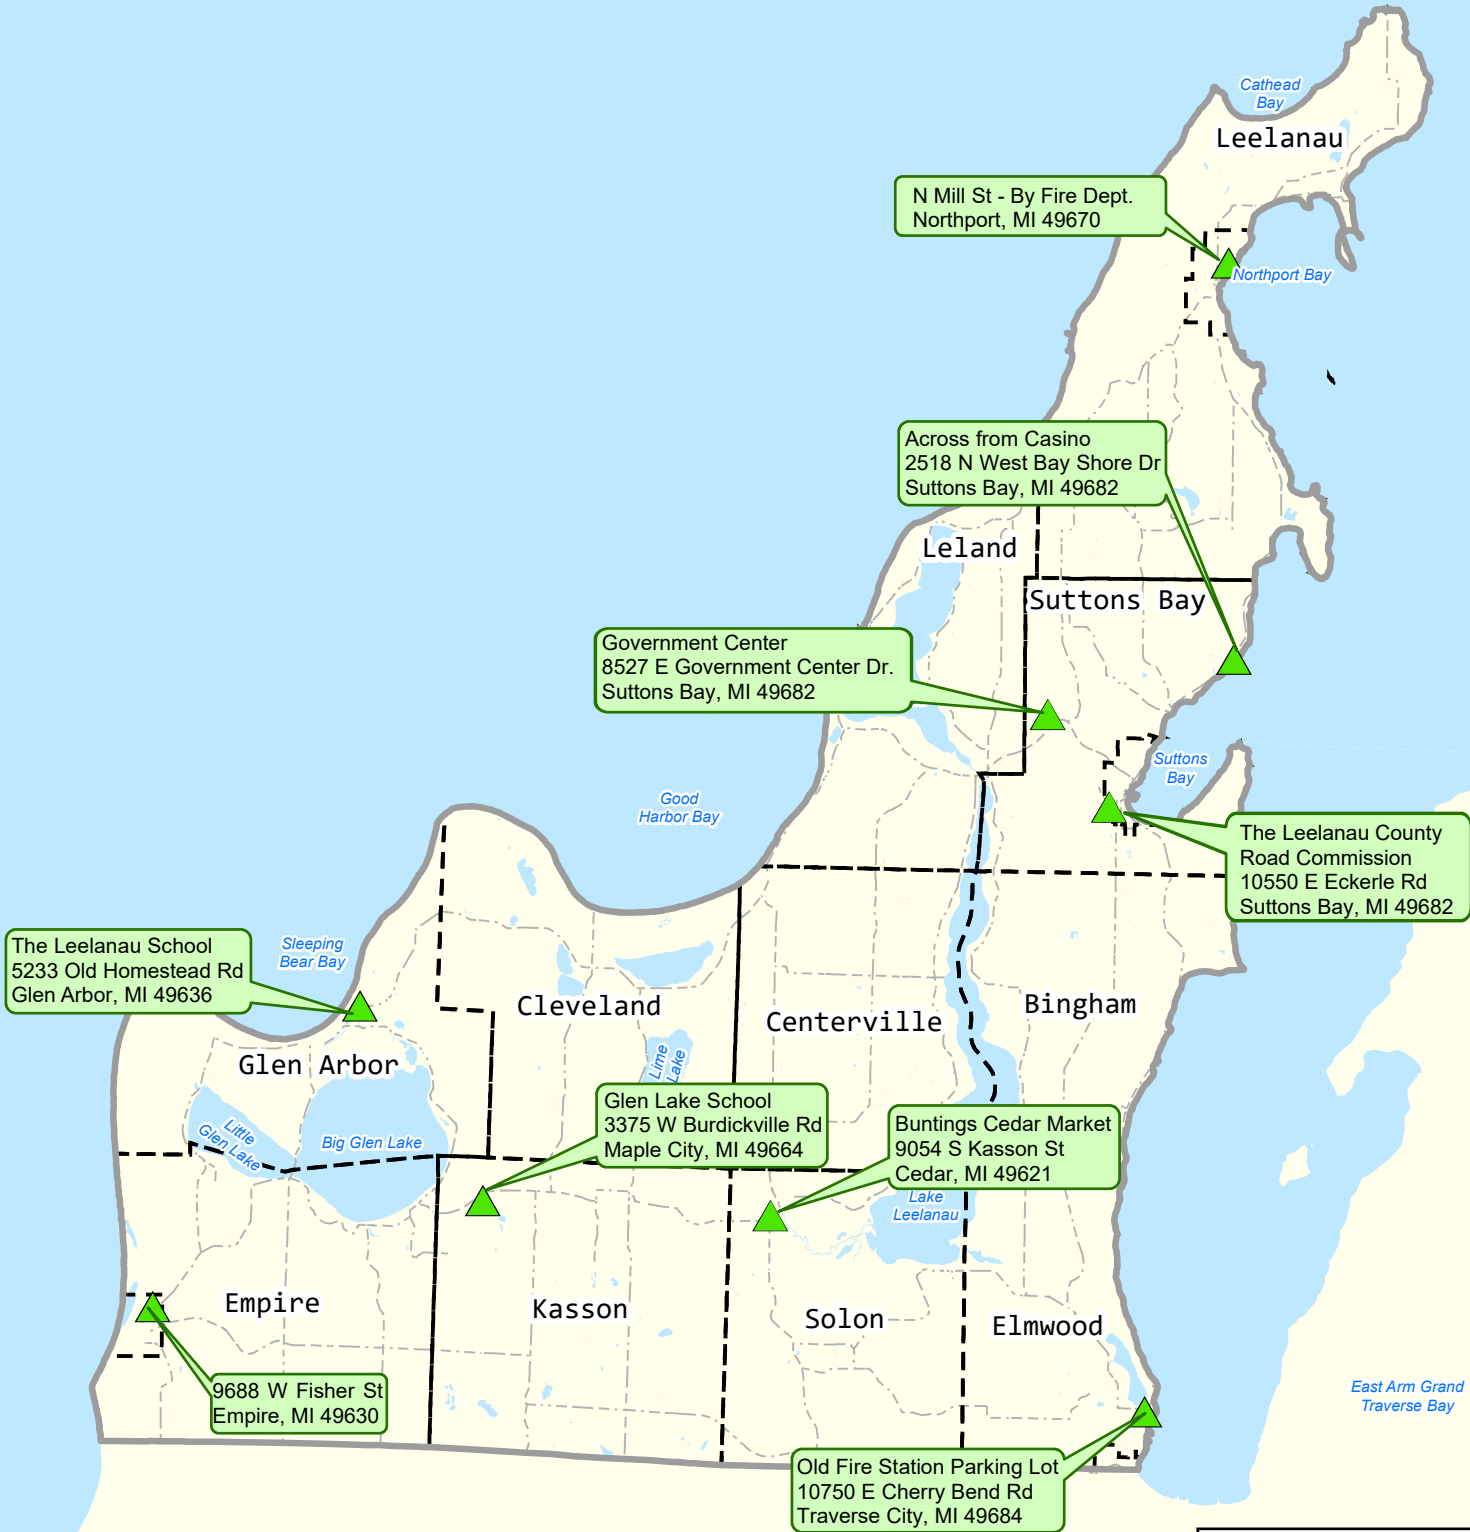 Cathead
Bay
Leelanau
N Mill St - By Fire Dept.
Northport, MI 49670
Northport Bay
Across from Casino
2518 N West Bay Shore Dr
Suttons Bay, MI 49682
Leland
Suttons Bay
Government Center
8527 E Government Center Dr.
Suttons Bay, MI 49682
Suttons
Bay
Good
Harbor Bay
The Leelanau County
Road Commission
10550 E Eckerle Rd
Suttons Bay, MI 49682
The Leelanau School
5233 Old Homestead Rd
Glen Arbor, MI 49636
Sleeping
Bear Bay
Cleveland
Centerville
Bingham
Glen Arbor
Lime
Lake
Little
Glen Lake
Big Glen Lake
Glen Lake School
3375 W Burdickville Rd
Maple City, MI 49664
Buntings Cedar Market
9054 S Kasson St
Cedar, MI 49621
Lake
Leelanau
Empire
Kasson
Solon
Elmwood
9688 W Fisher St
Empire, MI 49630
East Arm Grand
Traverse Bay
Old Fire Station Parking Lot
10750 E Cherry Bend Rd
Traverse City, MI 49684